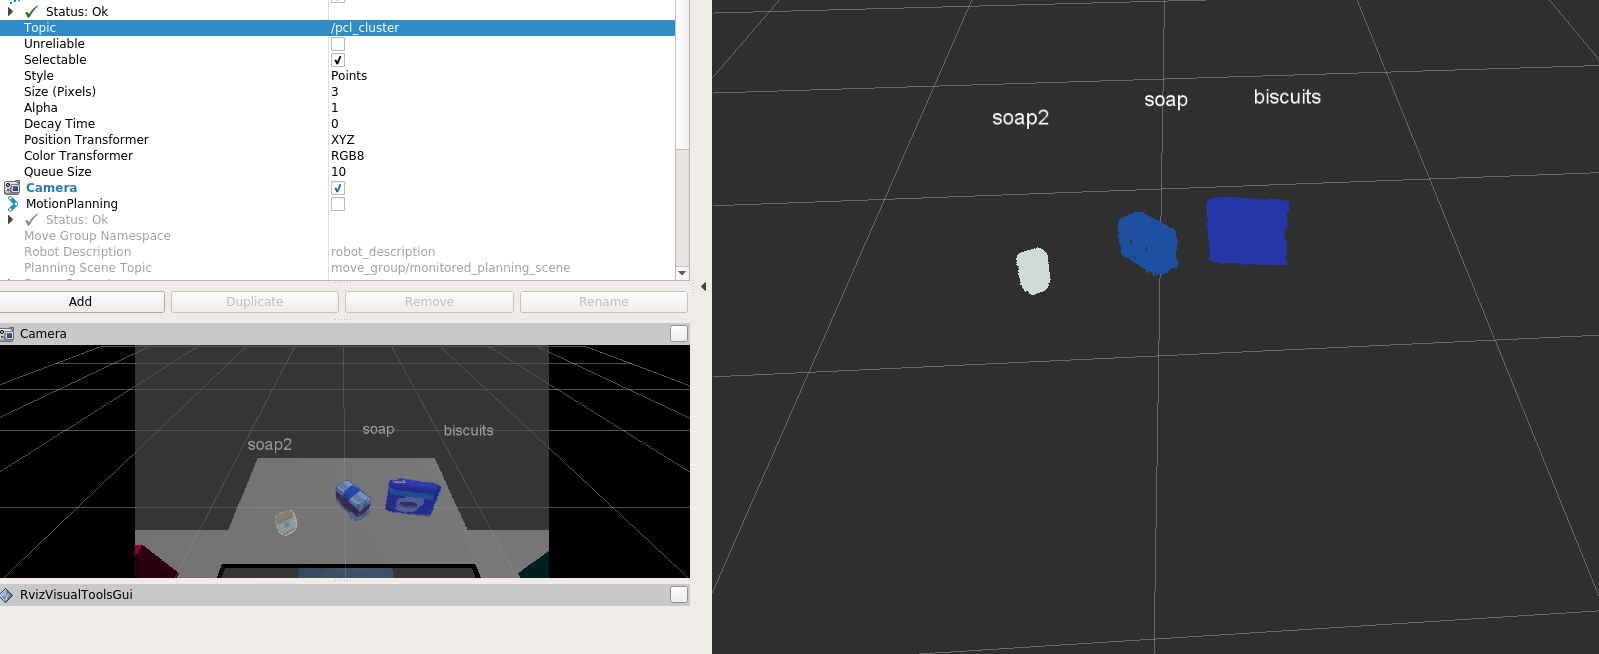 Status: Ok
Topic /pcl_cluster
Unreliable
Selectable
Style Points
Size (Pixels) 3
Alpha 1
Decay Time 0
Position Transformer XYZ
Color Transformer RGB8
Queue Size 10
Camera
MotionPlanning
Status: Ok
Move Group Namespace
Robot Description robot_description
Planning Scene Topic move_group/monitored_planning_scene
Add Duplicate Remove Rename
Camera
soap2 soap biscuits
RvizVisualToolsGui
soap2 soap biscuits